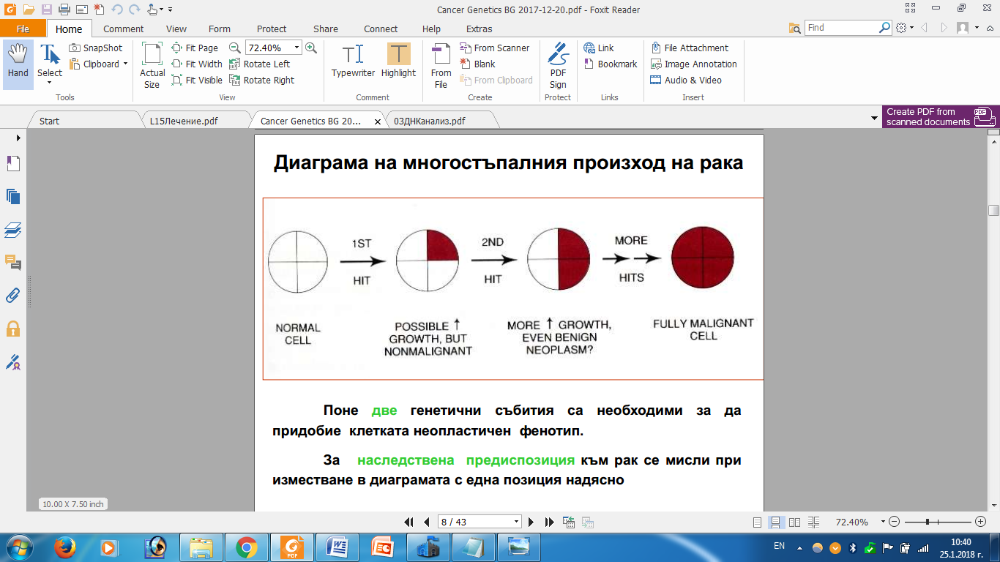 Cancer Genetics BG 2017-12-20.pdf - Foxit Reader
File Home Comment View Form Protect Share Connect Help Extras Find
Hand
Select
SnapShot
Clipboard
Tools
Actual Size
Fit Page
Fit Width
Fit Visible
72.40%
Rotate Left
Rotate Right
View
Typewriter
Highlight
Comment
From File
From Scanner
Blank
From Clipboard
Create
PDF Sign
Protect
Link
Bookmark
Links
File Attachment
Image Annotation
Audio & Video
Insert
Start L15Лечение.pdf Cancer Genetics BG 20... 03ДНКанализ.pdf
Create PDF from
scanned documents
PDF
Диаграма на многостъпалния произход на рака
1ST
HIT
2ND
HIT
MORE
HITS
NORMAL
CELL
POSSIBLE ↑
GROWTH, BUT
NONMALIGNANT
MORE ↑ GROWTH,
EVEN BENIGN
NEOPLASM?
FULLY MALIGNANT
CELL
Поне две генетични събития са необходими за да
придобие клетката неопластичен фенотип.
За наследствена предиспозиция към рак се мисли при
изместване в диаграмата с една позиция надясно
10.00 X 7.50 inch
8 / 43
72.40%
PDF
EN
10:40
25.1.2018 г.